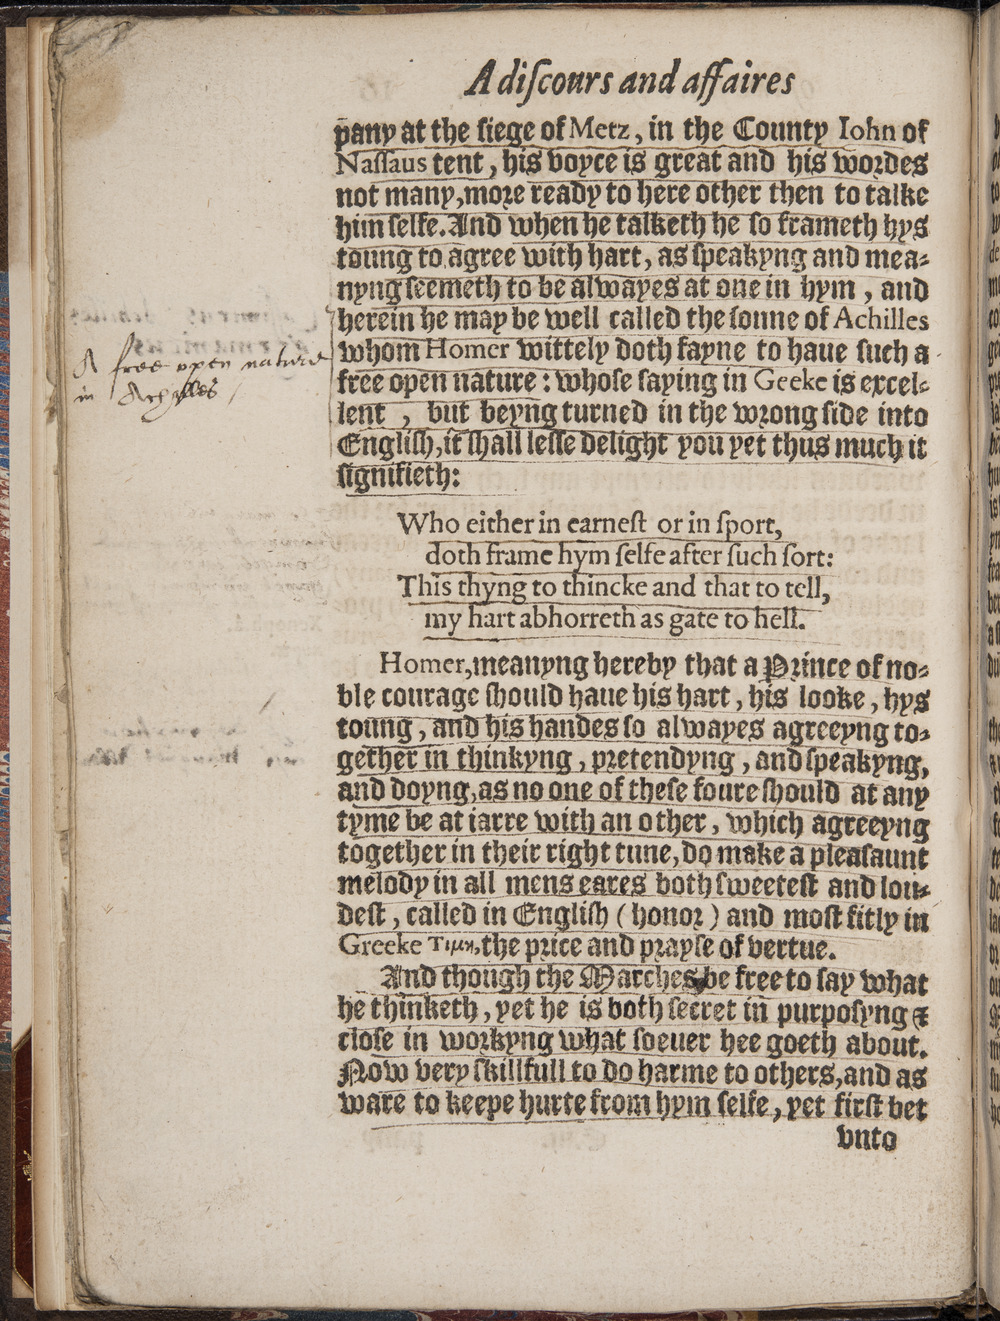 A discours and affaires
pany at the siege of Metz, in the County Iohn of
Nassaus tent, his voyce is great and his wordes
not many, more ready to here other then to talke
him selfe. And when he talketh he so frameth hys
toung to agree with hart, as speakyng and mea-
nyng seemeth to be alwayes at one in hym, and
herein he may be well called the sonne of Achilles
whom Homer wittely doth fayne to haue such a
free open nature: whose saying in Geeke is excel-
lent, but beyng turned in the wrong side into
English, it shall lesse delight you yet thus much it
signifieth:
A free open nature
in Achylles
Who either in earnest or in sport,
doth frame hym selfe after such sort:
This thyng to thincke and that to tell,
my hart abhorreth as gate to hell.
Homer, meanyng hereby that a Prince of no-
ble courage should haue his hart, his looke, hys
toung, and his handes so alwayes agreeyng to-
gether in thinkyng, pretendyng, and speakyng,
and doyng, as no one of these foure should at any
tyme be at iarre with an other, which agreeyng
together in their right tune, do make a pleasaunt
melody in all mens eares both sweetest and lou-
dest, called in English (honor) and most fitly in
Greeke Τιμη, the price and prayse of vertue.
And though the Marches be free to say what
he thinketh, yet he is both secret in purposyng &
close in workyng what soeuer hee goeth about.
Now very skillfull to do harme to others, and as
ware to keepe hurte from hym selfe, yet first bet
vnto